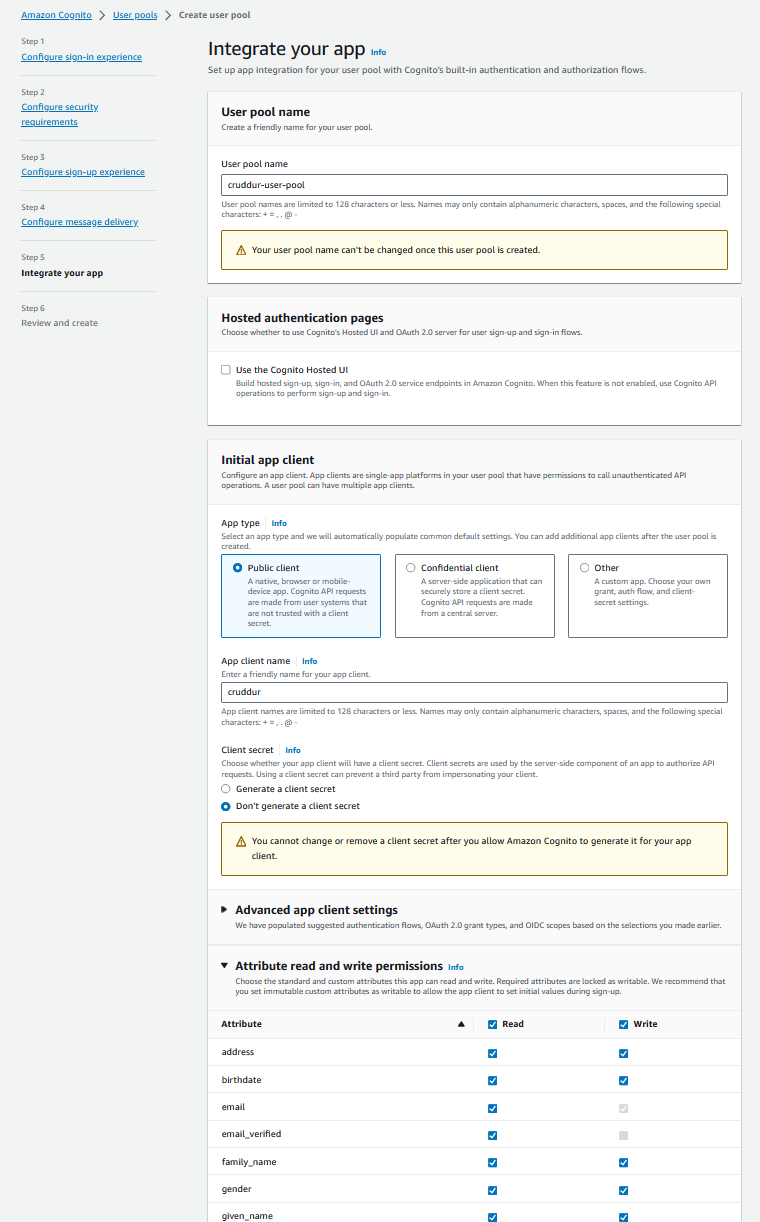 Amazon Cognito > User pools > Create user pool
Step 1
Configure sign-in experience
Step 2
Configure security
requirements
Step 3
Configure sign-up experience
Step 4
Configure message delivery
Step 5
Integrate your app
Step 6
Review and create
Integrate your app Info
Set up app integration for your user pool with Cognito's built-in authentication and authorization flows.
User pool name
Create a friendly name for your user pool.
User pool name
cruddur-user-pool
User pool names are limited to 128 characters or less. Names may only contain alphanumeric characters, spaces, and the following special
characters: + = , . @ -
Your user pool name can't be changed once this user pool is created.
Hosted authentication pages
Choose whether to use Cognito's Hosted UI and OAuth 2.0 server for user sign-up and sign-in flows.
Use the Cognito Hosted UI
Build hosted sign-up, sign-in, and OAuth 2.0 service endpoints in Amazon Cognito. When this feature is not enabled, use Cognito API
operations to perform sign-up and sign-in.
Initial app client
Configure an app client. App clients are single-app platforms in your user pool that have permissions to call unauthenticated API
operations. A user pool can have multiple app clients.
App type Info
Select an app type and we will automatically populate common default settings. You can add additional app clients after the user pool is
created.
Public client
A native, browser or mobile-
device app. Cognito API requests
are made from user systems that
are not trusted with a client
secret.
Confidential client
A server-side application that can
securely store a client secret.
Cognito API requests are made
from a central server.
Other
A custom app. Choose your own
grant, auth flow, and client-
secret settings.
App client name Info
Enter a friendly name for your app client.
cruddur
App client names are limited to 128 characters or less. Names may only contain alphanumeric characters, spaces, and the following special
characters: + = , . @ -
Client secret Info
Choose whether your app client will have a client secret. Client secrets are used by the server-side component of an app to authorize API
requests. Using a client secret can prevent a third party from impersonating your client.
Generate a client secret
Don't generate a client secret
You cannot change or remove a client secret after you allow Amazon Cognito to generate it for your app
client.
Advanced app client settings
We have populated suggested authentication flows, OAuth 2.0 grant types, and OIDC scopes based on the selections you made earlier.
Attribute read and write permissions Info
Choose the standard and custom attributes this app can read and write. Required attributes are locked as writable. We recommend that
you set immutable custom attributes as writable to allow the app client to set initial values during sign-up.
Attribute Read Write
address
birthdate
email
email_verified
family_name
gender
given_name